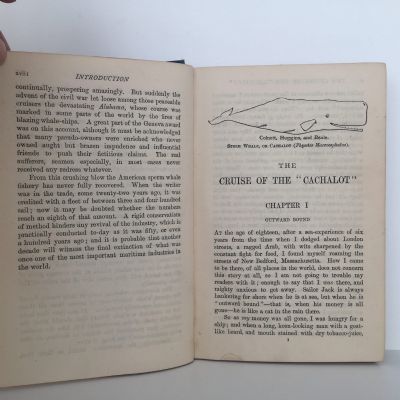 xviii INTRODUCTION
continually, prospering amazingly. But suddenly the
advent of the civil war let loose among those peaceable
cruisers the devastating Alabama, whose course was
marked in some parts of the world by the fires of
blazing whale-ships. A great part of the Geneva award
was on this account, although it must be acknowledged
that many pseudo-owners were enriched who never
owned aught but brazen impudence and influential
friends to push their fictitious claims. The real
sufferers, seamen especially, in most cases never
received any redress whatever.
From this crushing blow the American sperm whale
fishery has never fully recovered. When the writer
was in the trade, some twenty-two years ago, it was
credited with a fleet of between three and four hundred
sail; now it may be doubted whether the numbers
reach an eighth of that amount. A rigid conservatism
of method hinders any revival of the industry, which is
practically conducted to-day as it was fifty, or even
a hundred years ago; and it is probable that another
decade will witness the final extinction of what was
once one of the most important maritime industries in
the world.
Colnett, Huggins, and Beale.
Sperm Whale, or Cachalot (Physeter Macrocephalus).
THE
CRUISE OF THE "CACHALOT"
CHAPTER I
OUTWARD BOUND
At the age of eighteen, after a sea-experience of six
years from the time when I dodged about London
streets, a ragged Arab, with wits sharpened by the
constant fight for food, I found myself roaming the
streets of New Bedford, Massachusetts. How I came
to be there, of all places in the world, does not concern
this story at all, so I am not going to trouble my
readers with it; enough to say that I was there, and
mighty anxious to get away. Sailor Jack is always
hankering for shore when he is at sea, but when he is
"outward bound"—that is, when his money is all
gone—he is like a cat in the rain there.
So as my money was all gone, I was hungry for a
ship; and when a long, keen-looking man with a goat-
like beard, and mouth stained with dry tobacco-juice,